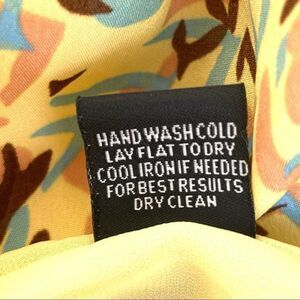 HAND WASH COLD
LAY FLAT TO DRY
COOL IRON IF NEEDED
FOR BEST RESULTS
DRY CLEAN